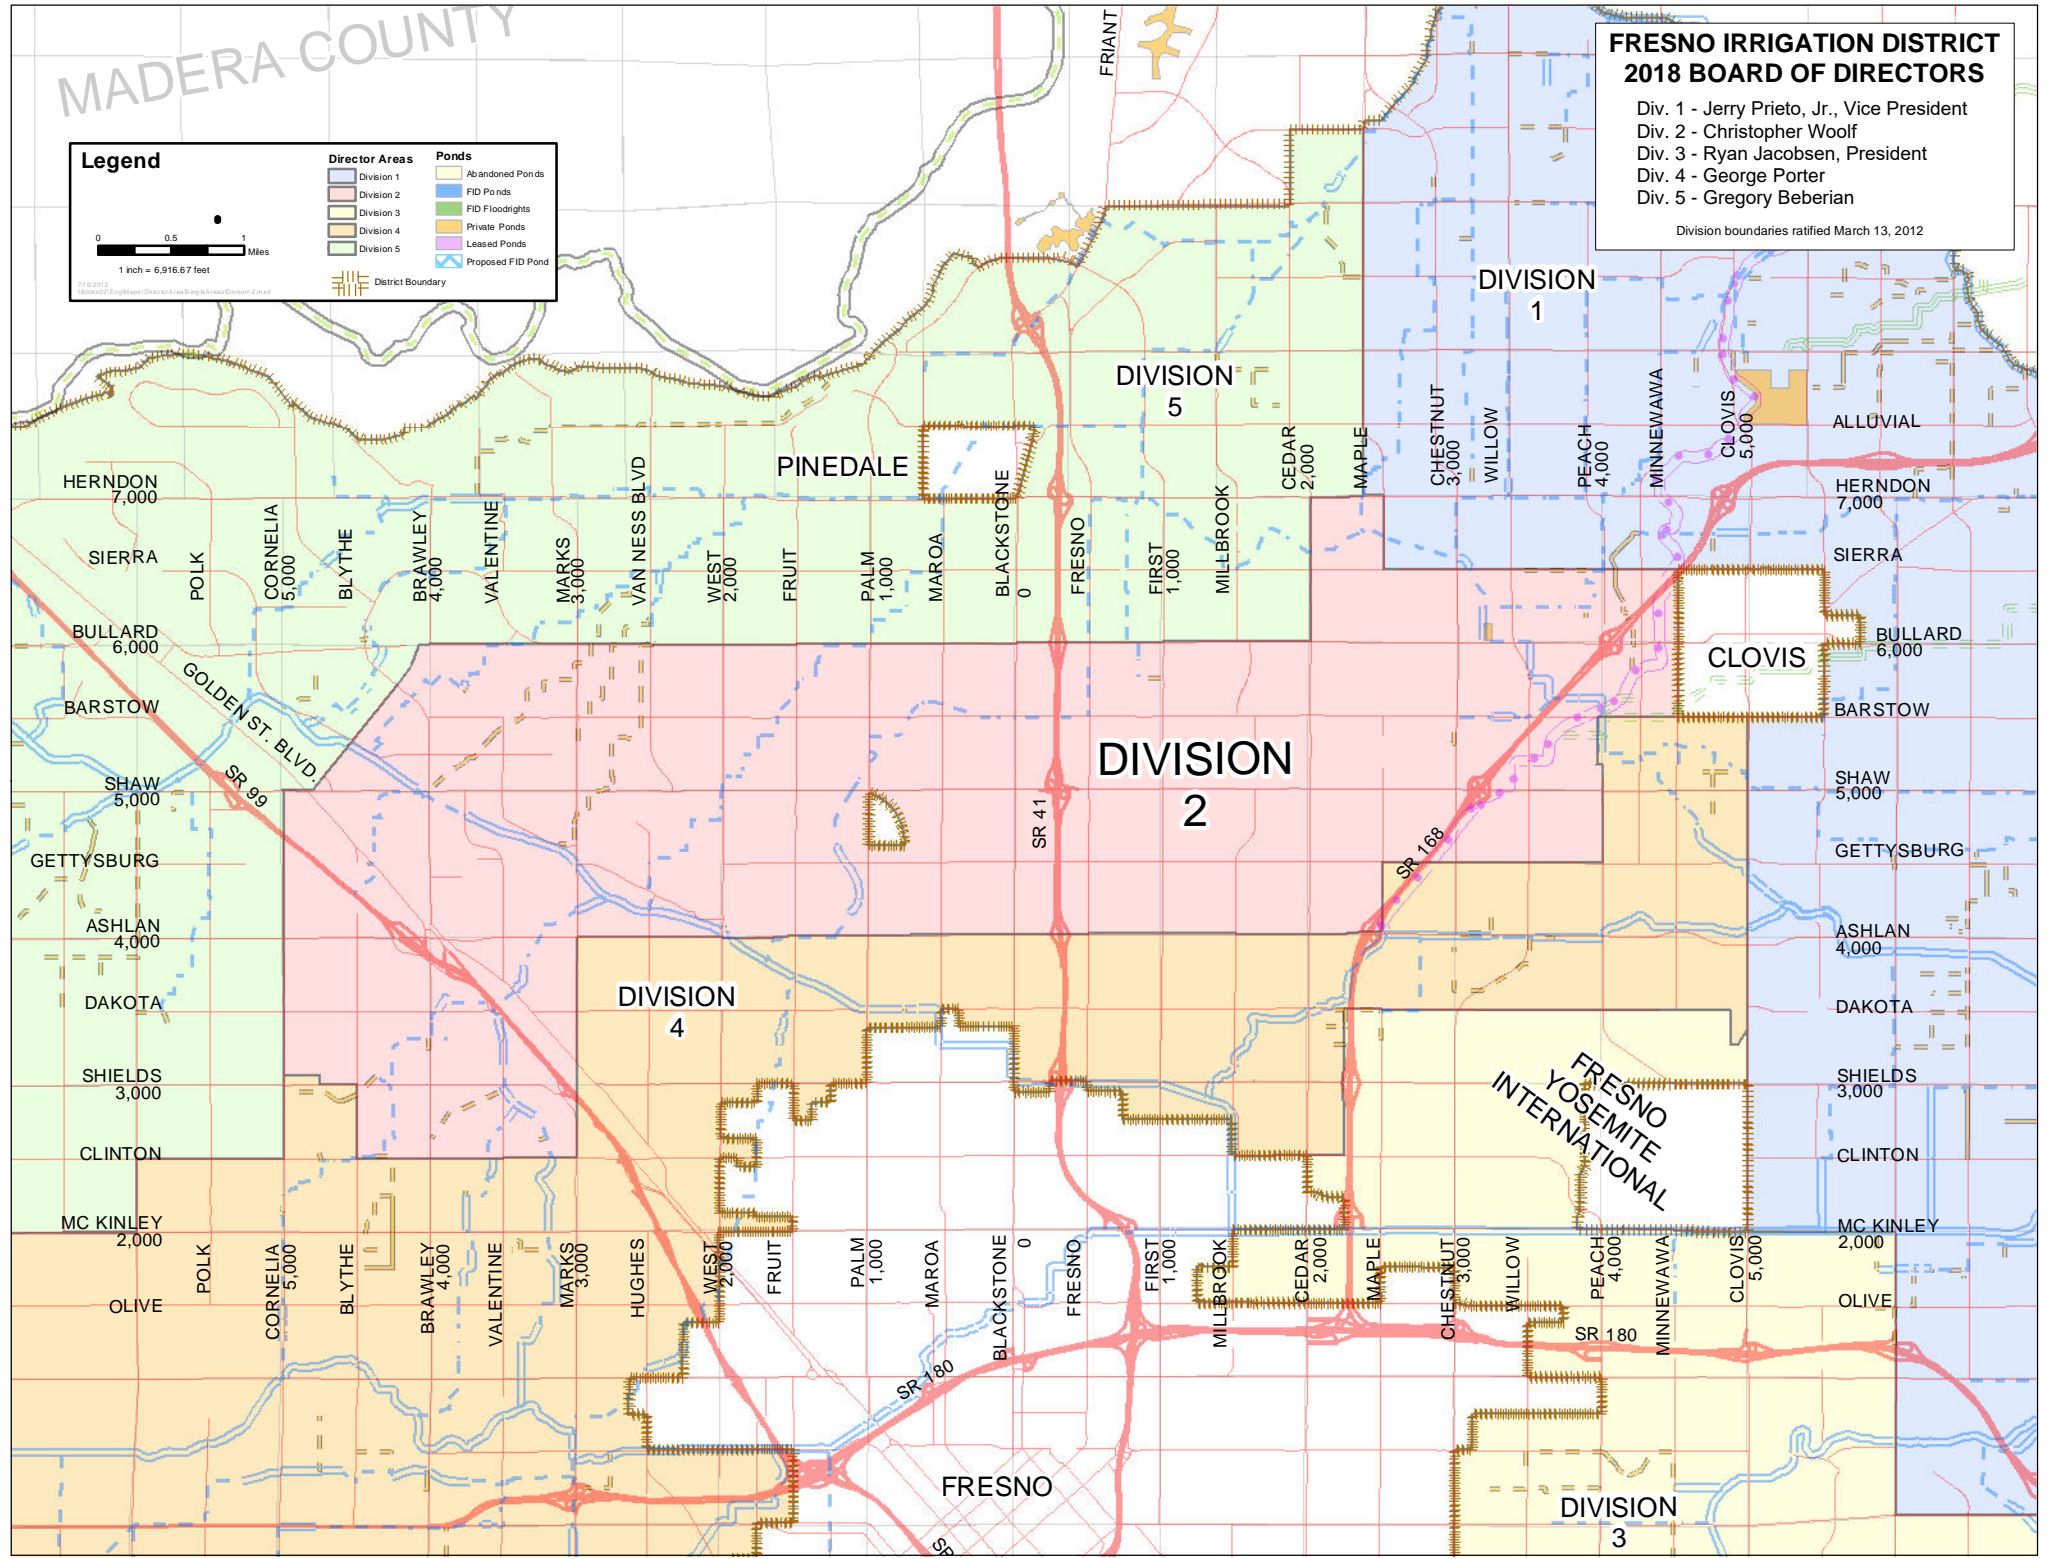 MADERA COUNTY
FRIANT
FRESNO IRRIGATION DISTRICT
2018 BOARD OF DIRECTORS
Div. 1 - Jerry Prieto, Jr., Vice President
Div. 2 - Christopher Woolf
Div. 3 - Ryan Jacobsen, President
Div. 4 - George Porter
Div. 5 - Gregory Beberian
Division boundaries ratified March 13, 2012
Legend
0 0.5 1
Miles
1 inch = 6,916.67 feet
7/19/2012
Director Areas
Division 1
Division 2
Division 3
Division 4
Division 5
District Boundary
Ponds
Abandoned Ponds
FID Ponds
FID Floodrights
Private Ponds
Leased Ponds
Proposed FID Pond
DIVISION
1
DIVISION
5
PINEDALE
CEDAR
2,000
MAPLE
CHESTNUT
3,000
WILLOW
PEACH
4,000
MINNEWAWA
CLOVIS
5,000
ALLUVIAL
HERNDON
7,000
HERNDON
7,000
SIERRA
POLK
CORNELIA
5,000
BLYTHE
BRAWLEY
4,000
VALENTINE
MARKS
3,000
VAN NESS BLVD
WEST
2,000
FRUIT
PALM
1,000
MAROA
BLACKSTONE
0
FRESNO
FIRST
1,000
MILLBROOK
SIERRA
BULLARD
6,000
GOLDEN ST. BLVD.
CLOVIS
BULLARD
6,000
BARSTOW
BARSTOW
SR 99
DIVISION
2
SHAW
5,000
SHAW
5,000
SR 41
SR 168
GETTYSBURG
GETTYSBURG
ASHLAN
4,000
ASHLAN
4,000
DIVISION
4
DAKOTA
DAKOTA
FRESNO
YOSEMITE
INTERNATIONAL
SHIELDS
3,000
SHIELDS
3,000
CLINTON
CLINTON
MC KINLEY
2,000
MC KINLEY
2,000
POLK
CORNELIA
5,000
BLYTHE
BRAWLEY
4,000
VALENTINE
MARKS
3,000
HUGHES
WEST
2,000
FRUIT
PALM
1,000
MAROA
BLACKSTONE
0
FRESNO
FIRST
1,000
MILLBROOK
CEDAR
2,000
MAPLE
CHESTNUT
3,000
WILLOW
PEACH
4,000
MINNEWAWA
CLOVIS
5,000
OLIVE
OLIVE
SR 180
SR 180
FRESNO
SR
DIVISION
3